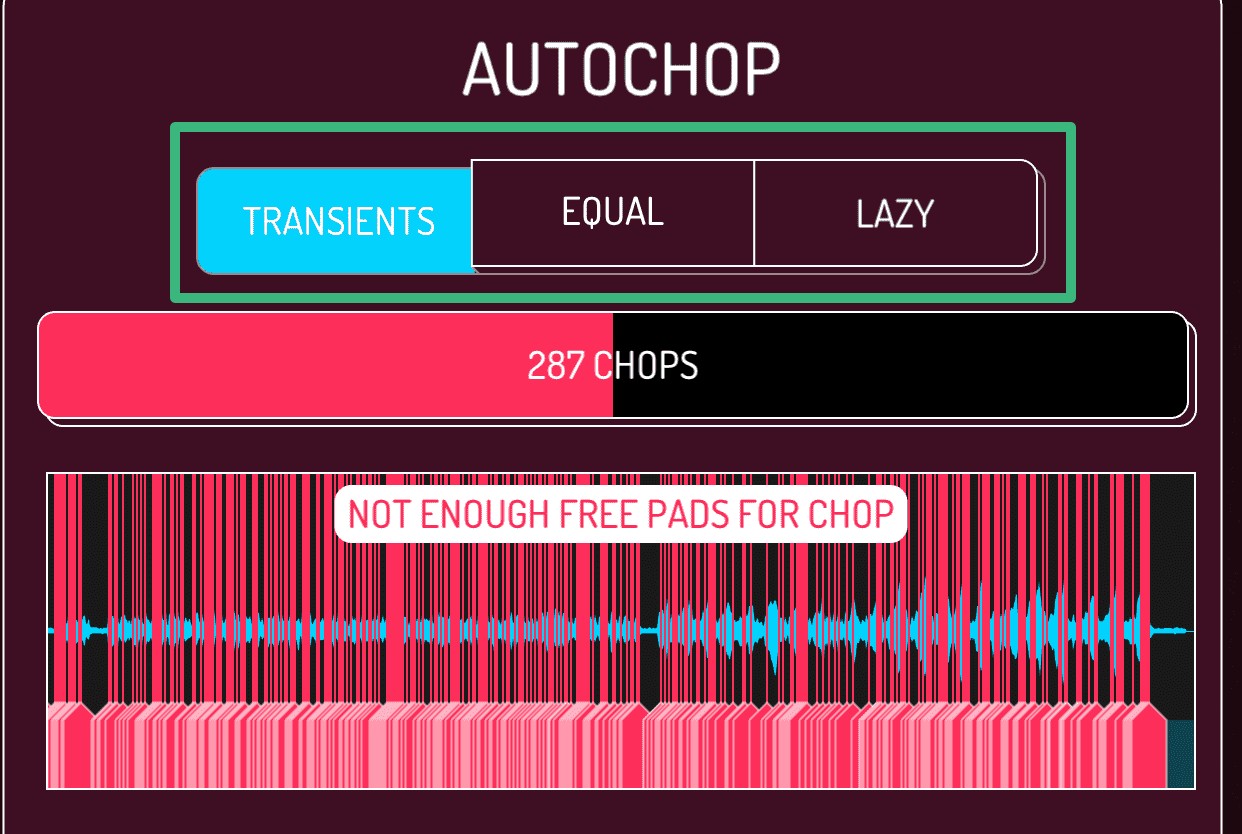 AUTOCHOP
TRANSIENTS EQUAL LAZY
287 CHOPS
NOT ENOUGH FREE PADS FOR CHOP